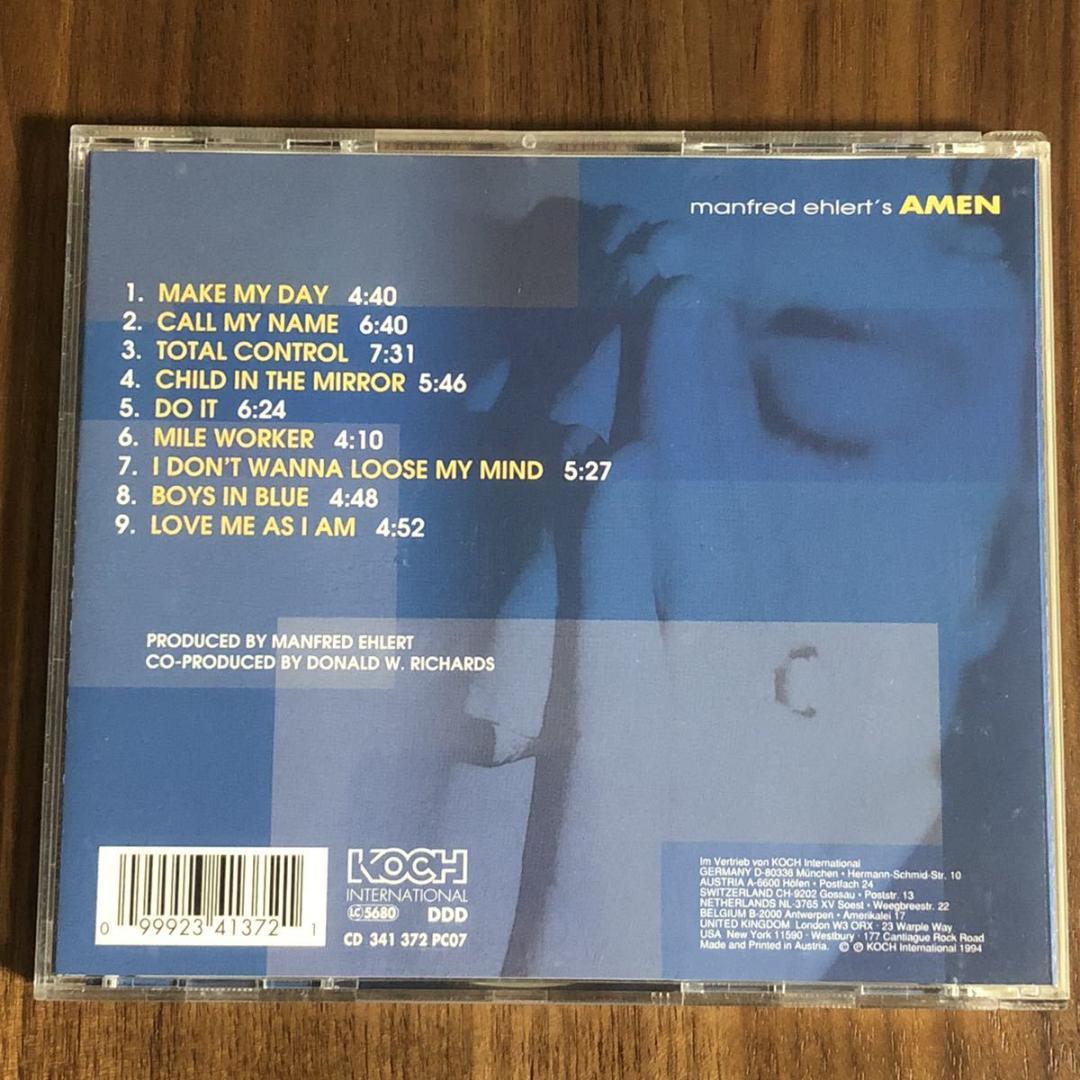 manfred ehlert's AMEN
1. MAKE MY DAY 4:40
2. CALL MY NAME 6:40
3. TOTAL CONTROL 7:31
4. CHILD IN THE MIRROR 5:46
5. DO IT 6:24
6. MILE WORKER 4:10
7. I DON'T WANNA LOOSE MY MIND 5:27
8. BOYS IN BLUE 4:48
9. LOVE ME AS I AM 4:52
PRODUCED BY MANFRED EHLERT
CO-PRODUCED BY DONALD W. RICHARDS
0 99923 41372 1
KOCH
INTERNATIONAL
LC 5680 DDD
CD 341 372 PC07
Im Vertrieb von KOCH International
GERMANY D-80336 München • Hermann-Schmid-Str. 10
AUSTRIA A-6600 Höfen • Postfach 24
SWITZERLAND CH-9202 Gossau • Poststr. 13
NETHERLANDS NL-3765 XV Soest • Weegbreestr. 22
BELGIUM B-2000 Antwerpen • Amerikalei 17
UNITED KINGDOM London W3 ORX • 23 Warple Way
USA New York 11590 • Westbury • 177 Cantiague Rock Road
Made and Printed in Austria. © ℗ KOCH International 1994